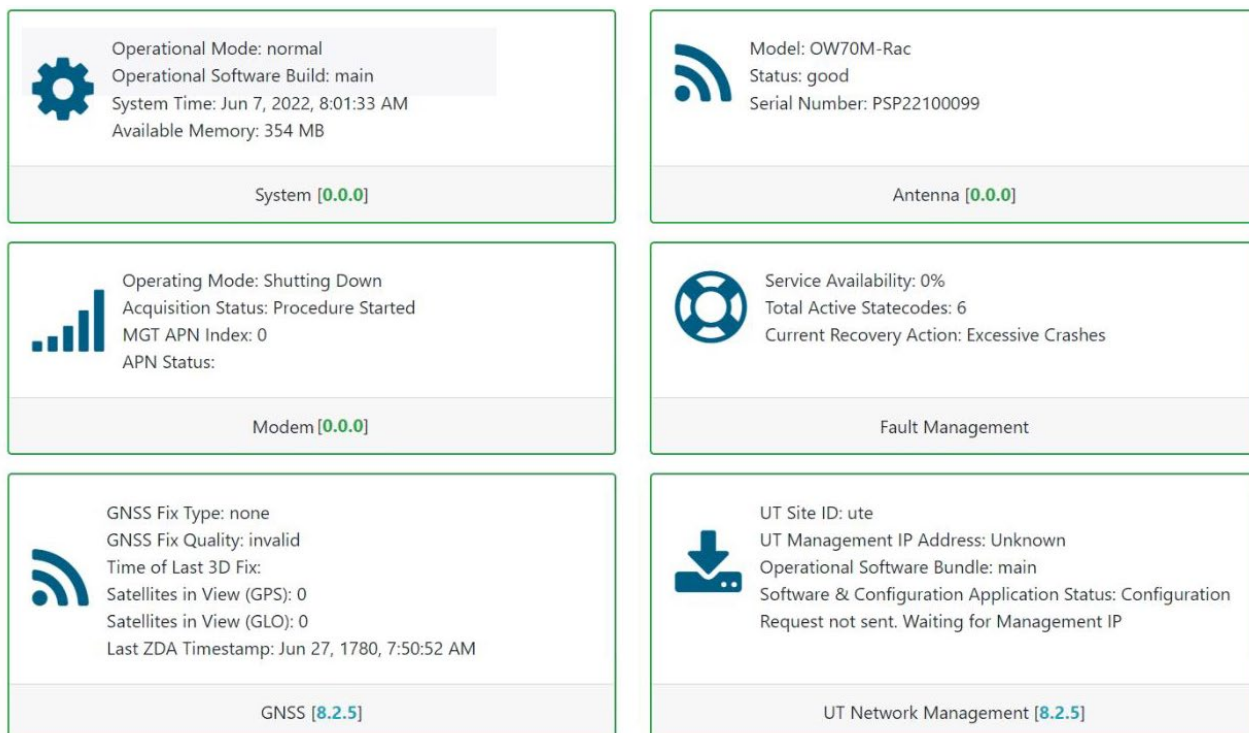 Operational Mode: normal
Operational Software Build: main
System Time: Jun 7, 2022, 8:01:33 AM
Available Memory: 354 MB
System [0.0.0]
Model: OW70M-Rac
Status: good
Serial Number: PSP22100099
Antenna [0.0.0]
Operating Mode: Shutting Down
Acquisition Status: Procedure Started
MGT APN Index: 0
APN Status:
Modem [0.0.0]
Service Availability: 0%
Total Active Statecodes: 6
Current Recovery Action: Excessive Crashes
Fault Management
GNSS Fix Type: none
GNSS Fix Quality: invalid
Time of Last 3D Fix:
Satellites in View (GPS): 0
Satellites in View (GLO): 0
Last ZDA Timestamp: Jun 27, 1780, 7:50:52 AM
GNSS [8.2.5]
UT Site ID: ute
UT Management IP Address: Unknown
Operational Software Bundle: main
Software & Configuration Application Status: Configuration
Request not sent. Waiting for Management IP
UT Network Management [8.2.5]